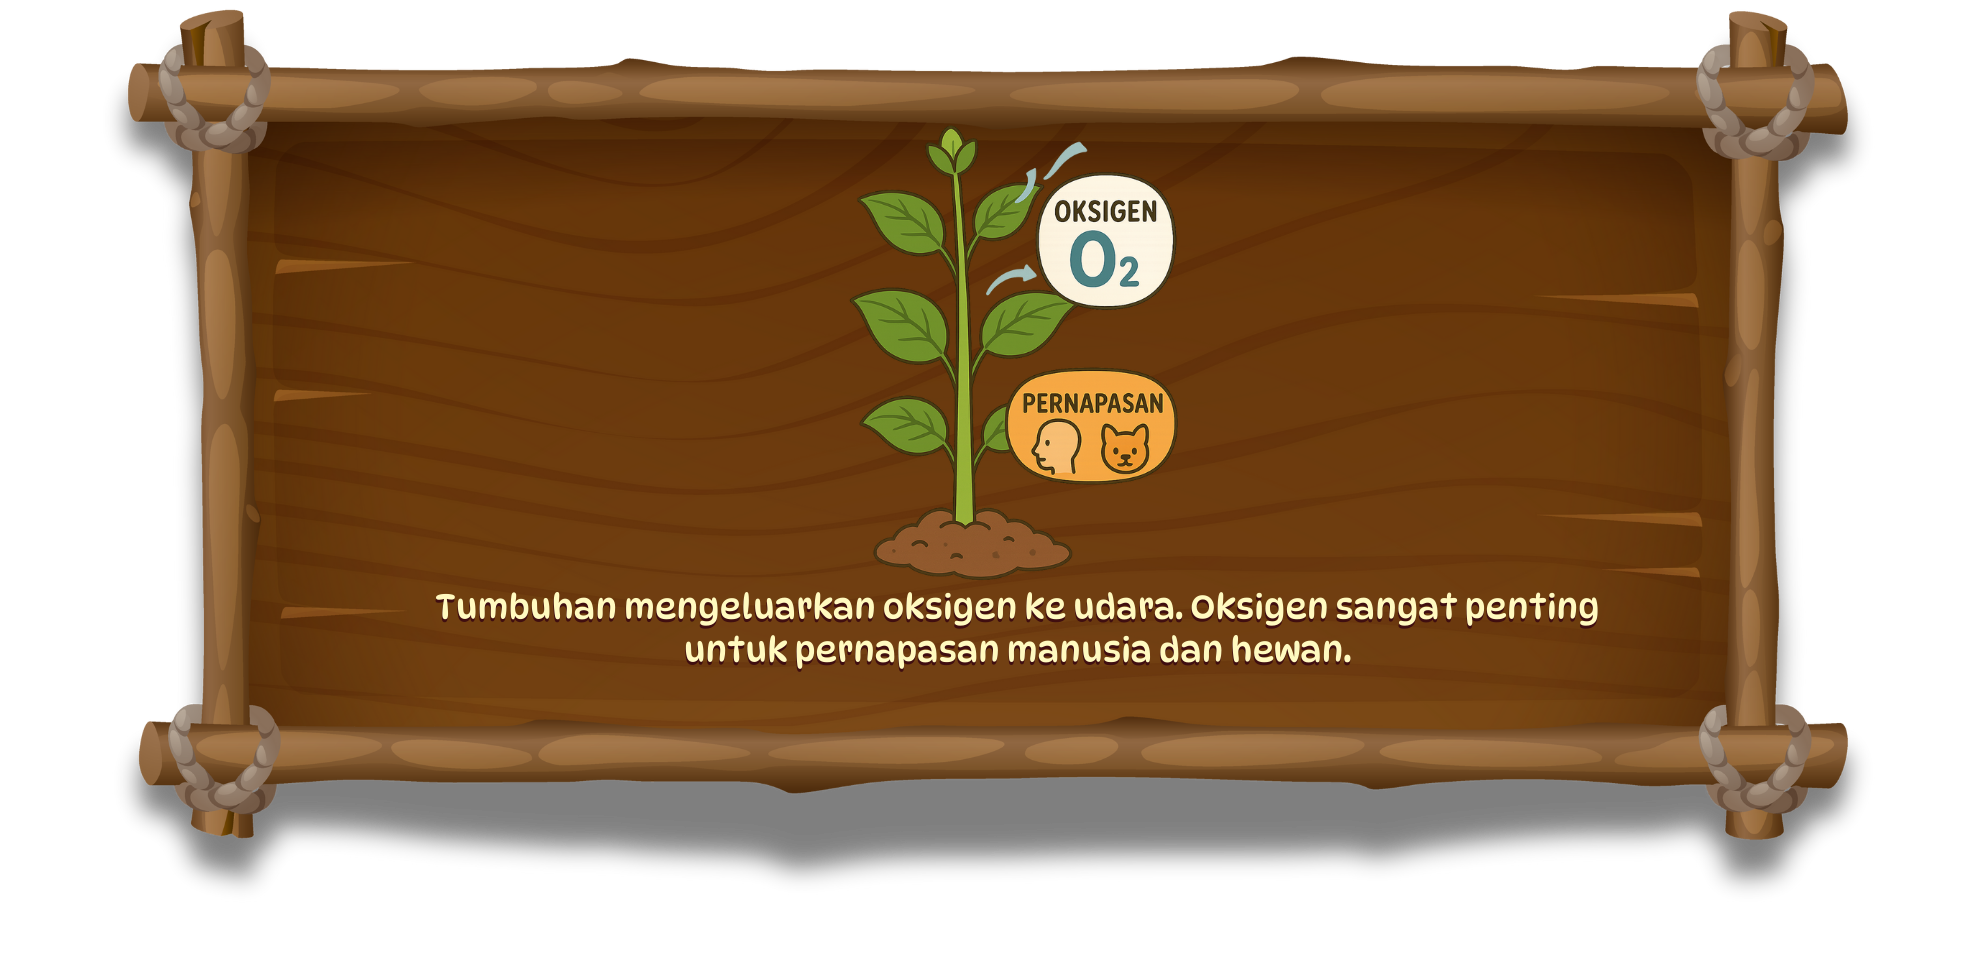 OKSIGEN
O2
PERNAPASAN
Tumbuhan mengeluarkan oksigen ke udara. Oksigen sangat penting
untuk pernapasan manusia dan hewan.